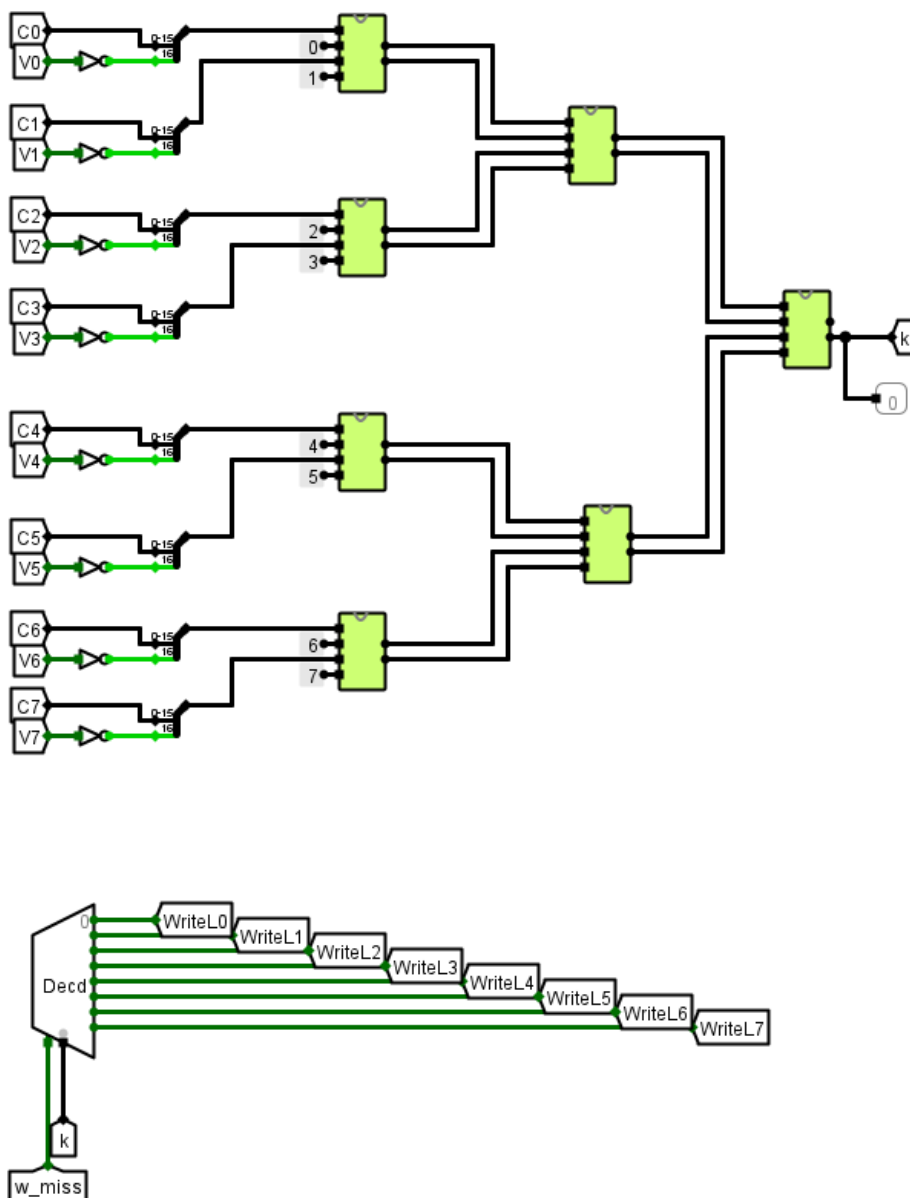 C0
0-15
V0
16
0
1
C1
0-15
V1
16
C2
0-15
V2
16
2
3
C3
0-15
V3
16
k
0
C4
0-15
V4
16
4
5
C5
0-15
V5
16
C6
0-15
V6
16
6
7
C7
0-15
V7
16
0
WriteL0
WriteL1
WriteL2
WriteL3
Decd
WriteL4
WriteL5
WriteL6
WriteL7
k
w_miss